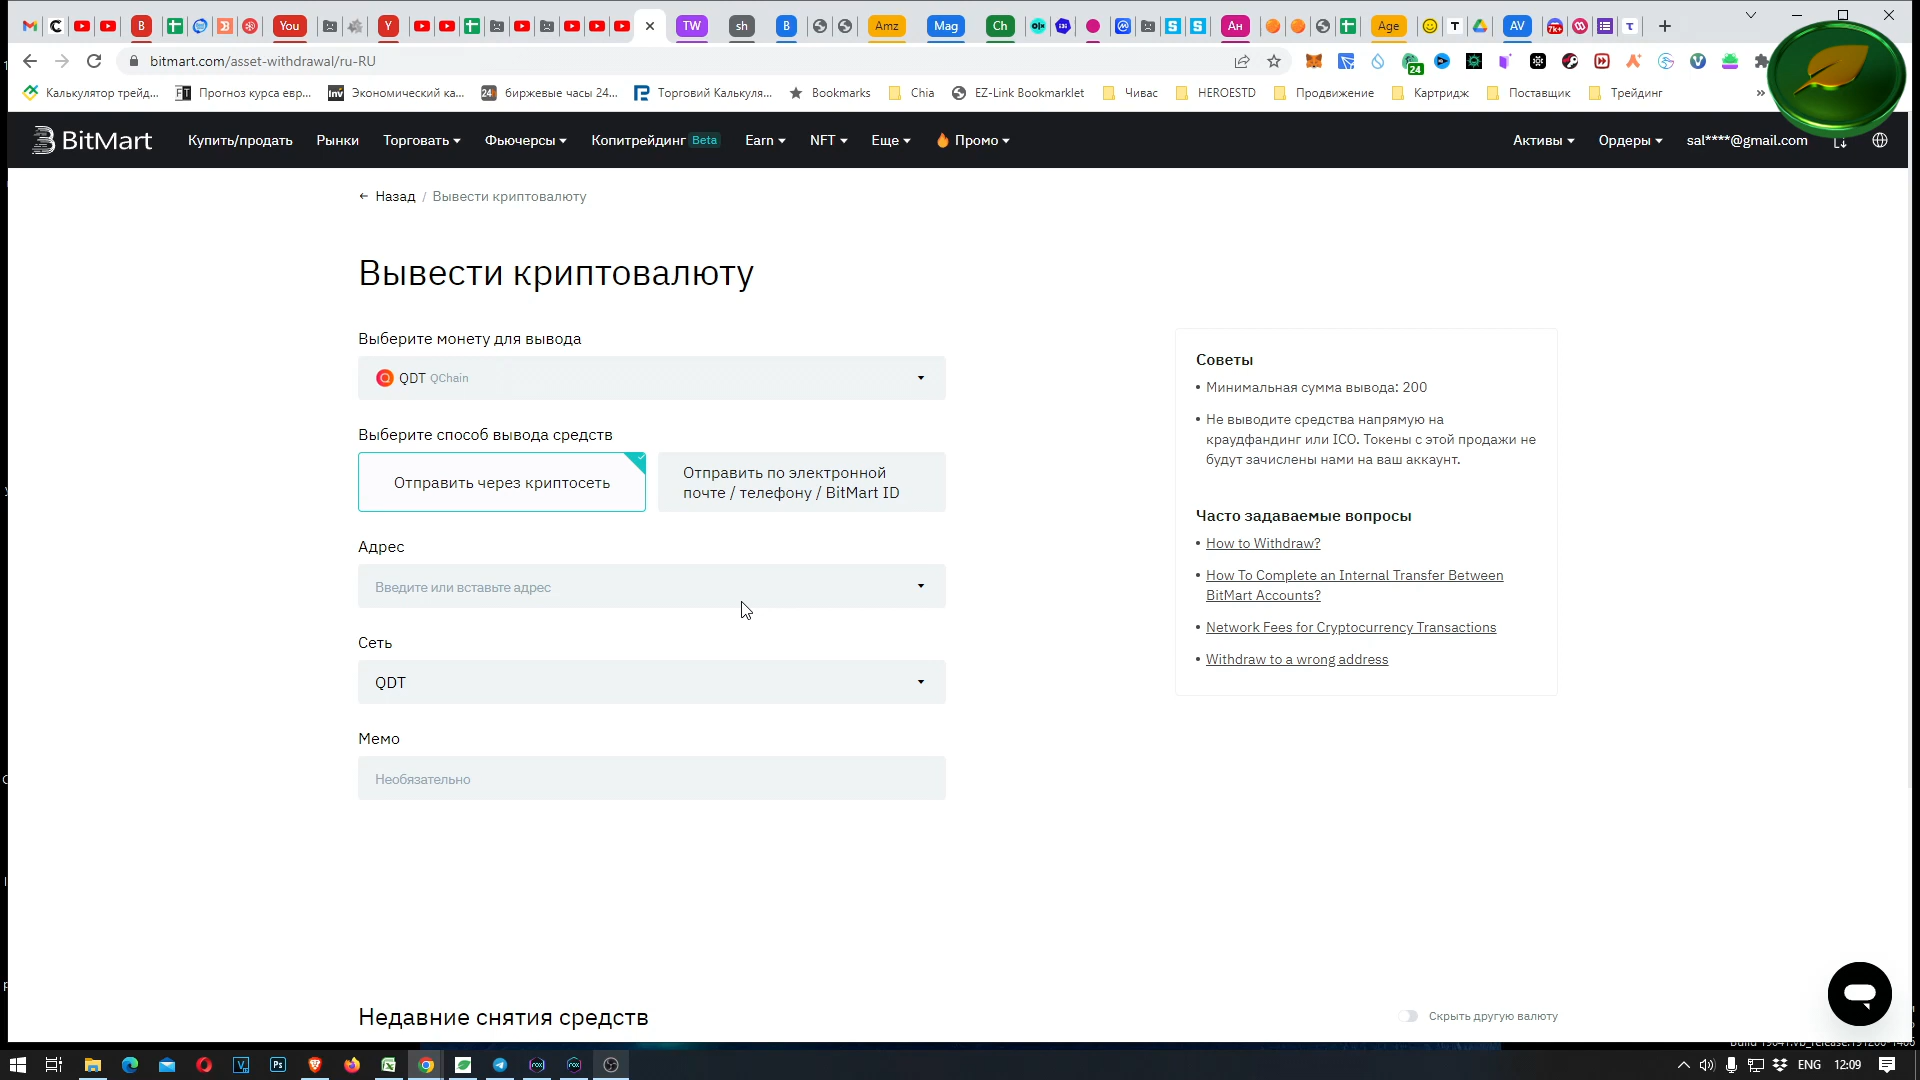 B
You
Y
TW
sh
B
Amz
Mag
Ch
Ан
Age
T
AV
bitmart.com/asset-withdrawal/ru-RU
24
Калькулятор трейд...
Прогноз курса евр...
Экономический ка...
биржевые часы 24...
Торговий Калькуля...
Bookmarks
Chia
EZ-Link Bookmarklet
Чивас
HEROESTD
Продвижение
Картридж
Поставщик
Трейдинг
»
BitMart
Купить/продать
Рынки
Торговать
Фьючерсы
Копитрейдинг Beta
Earn
NFT
Еще
Промо
Активы
Ордеры
sal****@gmail.com
← Назад / Вывести криптовалюту
Вывести криптовалюту
Выберите монету для вывода
QDT QChain
Выберите способ вывода средств
Отправить через криптосеть
Отправить по электронной
почте / телефону / BitMart ID
Адрес
Введите или вставьте адрес
Сеть
QDT
Мемо
Необязательно
Советы
• Минимальная сумма вывода: 200
• Не выводите средства напрямую на
краудфандинг или ICO. Токены с этой продажи не
будут зачислены нами на ваш аккаунт.
Часто задаваемые вопросы
• How to Withdraw?
• How To Complete an Internal Transfer Between
BitMart Accounts?
• Network Fees for Cryptocurrency Transactions
• Withdraw to a wrong address
Недавние снятия средств
Скрыть другую валюту
ENG
12:09